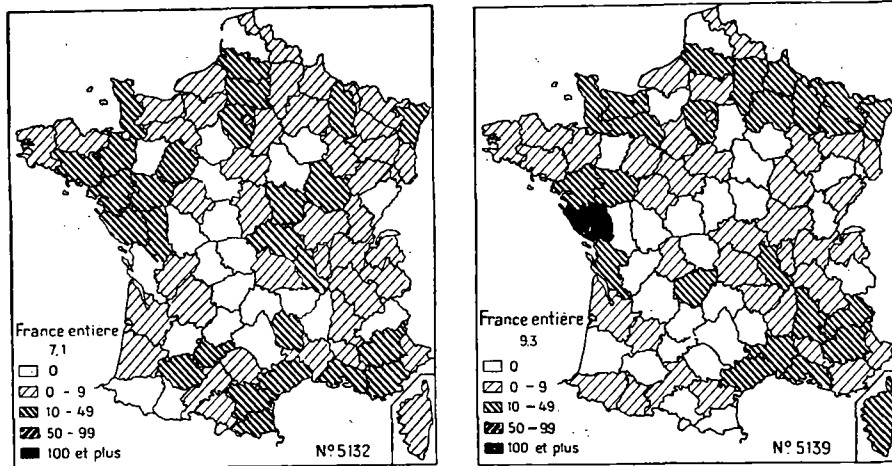 France entière
7.1
0
0 - 9
10 - 49
50 - 99
100 et plus
N° 5132
France entière
9.3
0
0 - 9
10 - 49
50 - 99
100 et plus
N° 5139